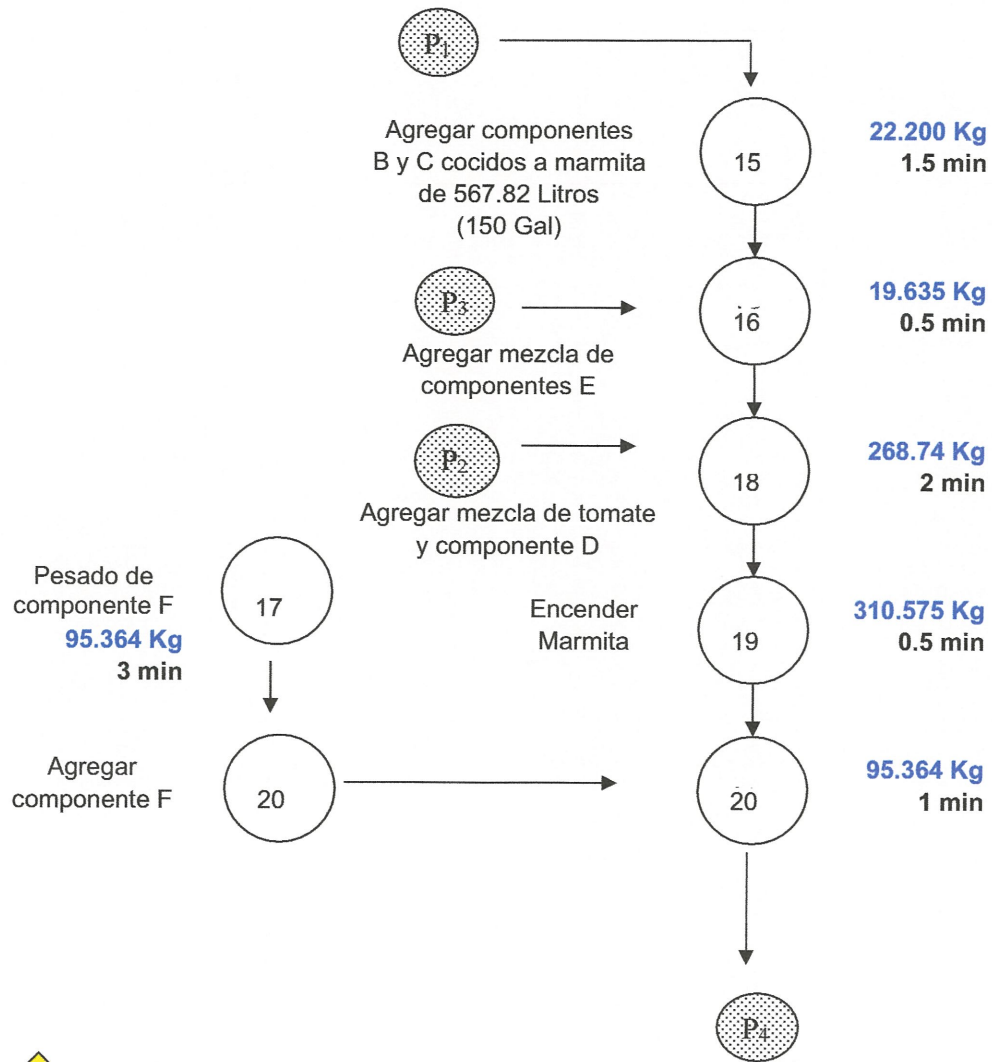 P1
Agregar componentes
B y C cocidos a marmita
de 567.82 Litros
(150 Gal)
15
22.200 Kg
1.5 min
P3
Agregar mezcla de
componentes E
16
19.635 Kg
0.5 min
P2
Agregar mezcla de tomate
y componente D
18
268.74 Kg
2 min
Pesado de
componente F
95.364 Kg
3 min
17
Encender
Marmita
19
310.575 Kg
0.5 min
Agregar
componente F
20
20
95.364 Kg
1 min
P4